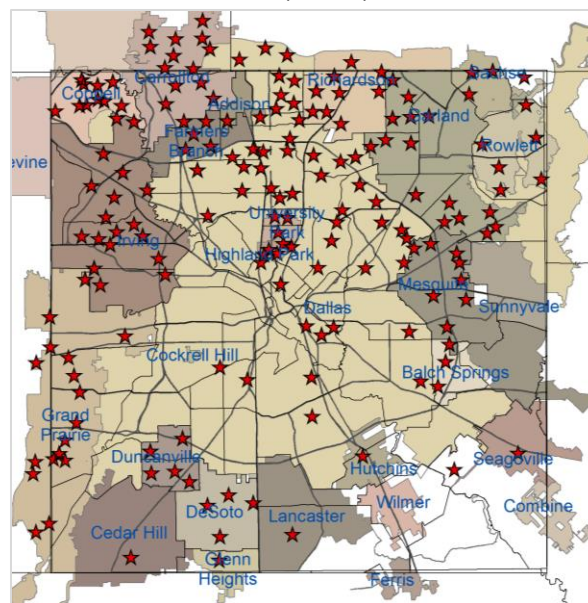 Carrollton
Coppell
Richardson
Sachse
Addison
Garland
Farmers
Branch
Rowlett
evine
University
Park
Irving
Highland Park
Mesquite
Sunnyvale
Dallas
Cockrell Hill
Balch Springs
Grand
Prairie
Duncanville
Hutchins
Seagoville
DeSoto
Wilmer
Combine
Lancaster
Cedar Hill
Glenn
Heights
Ferris